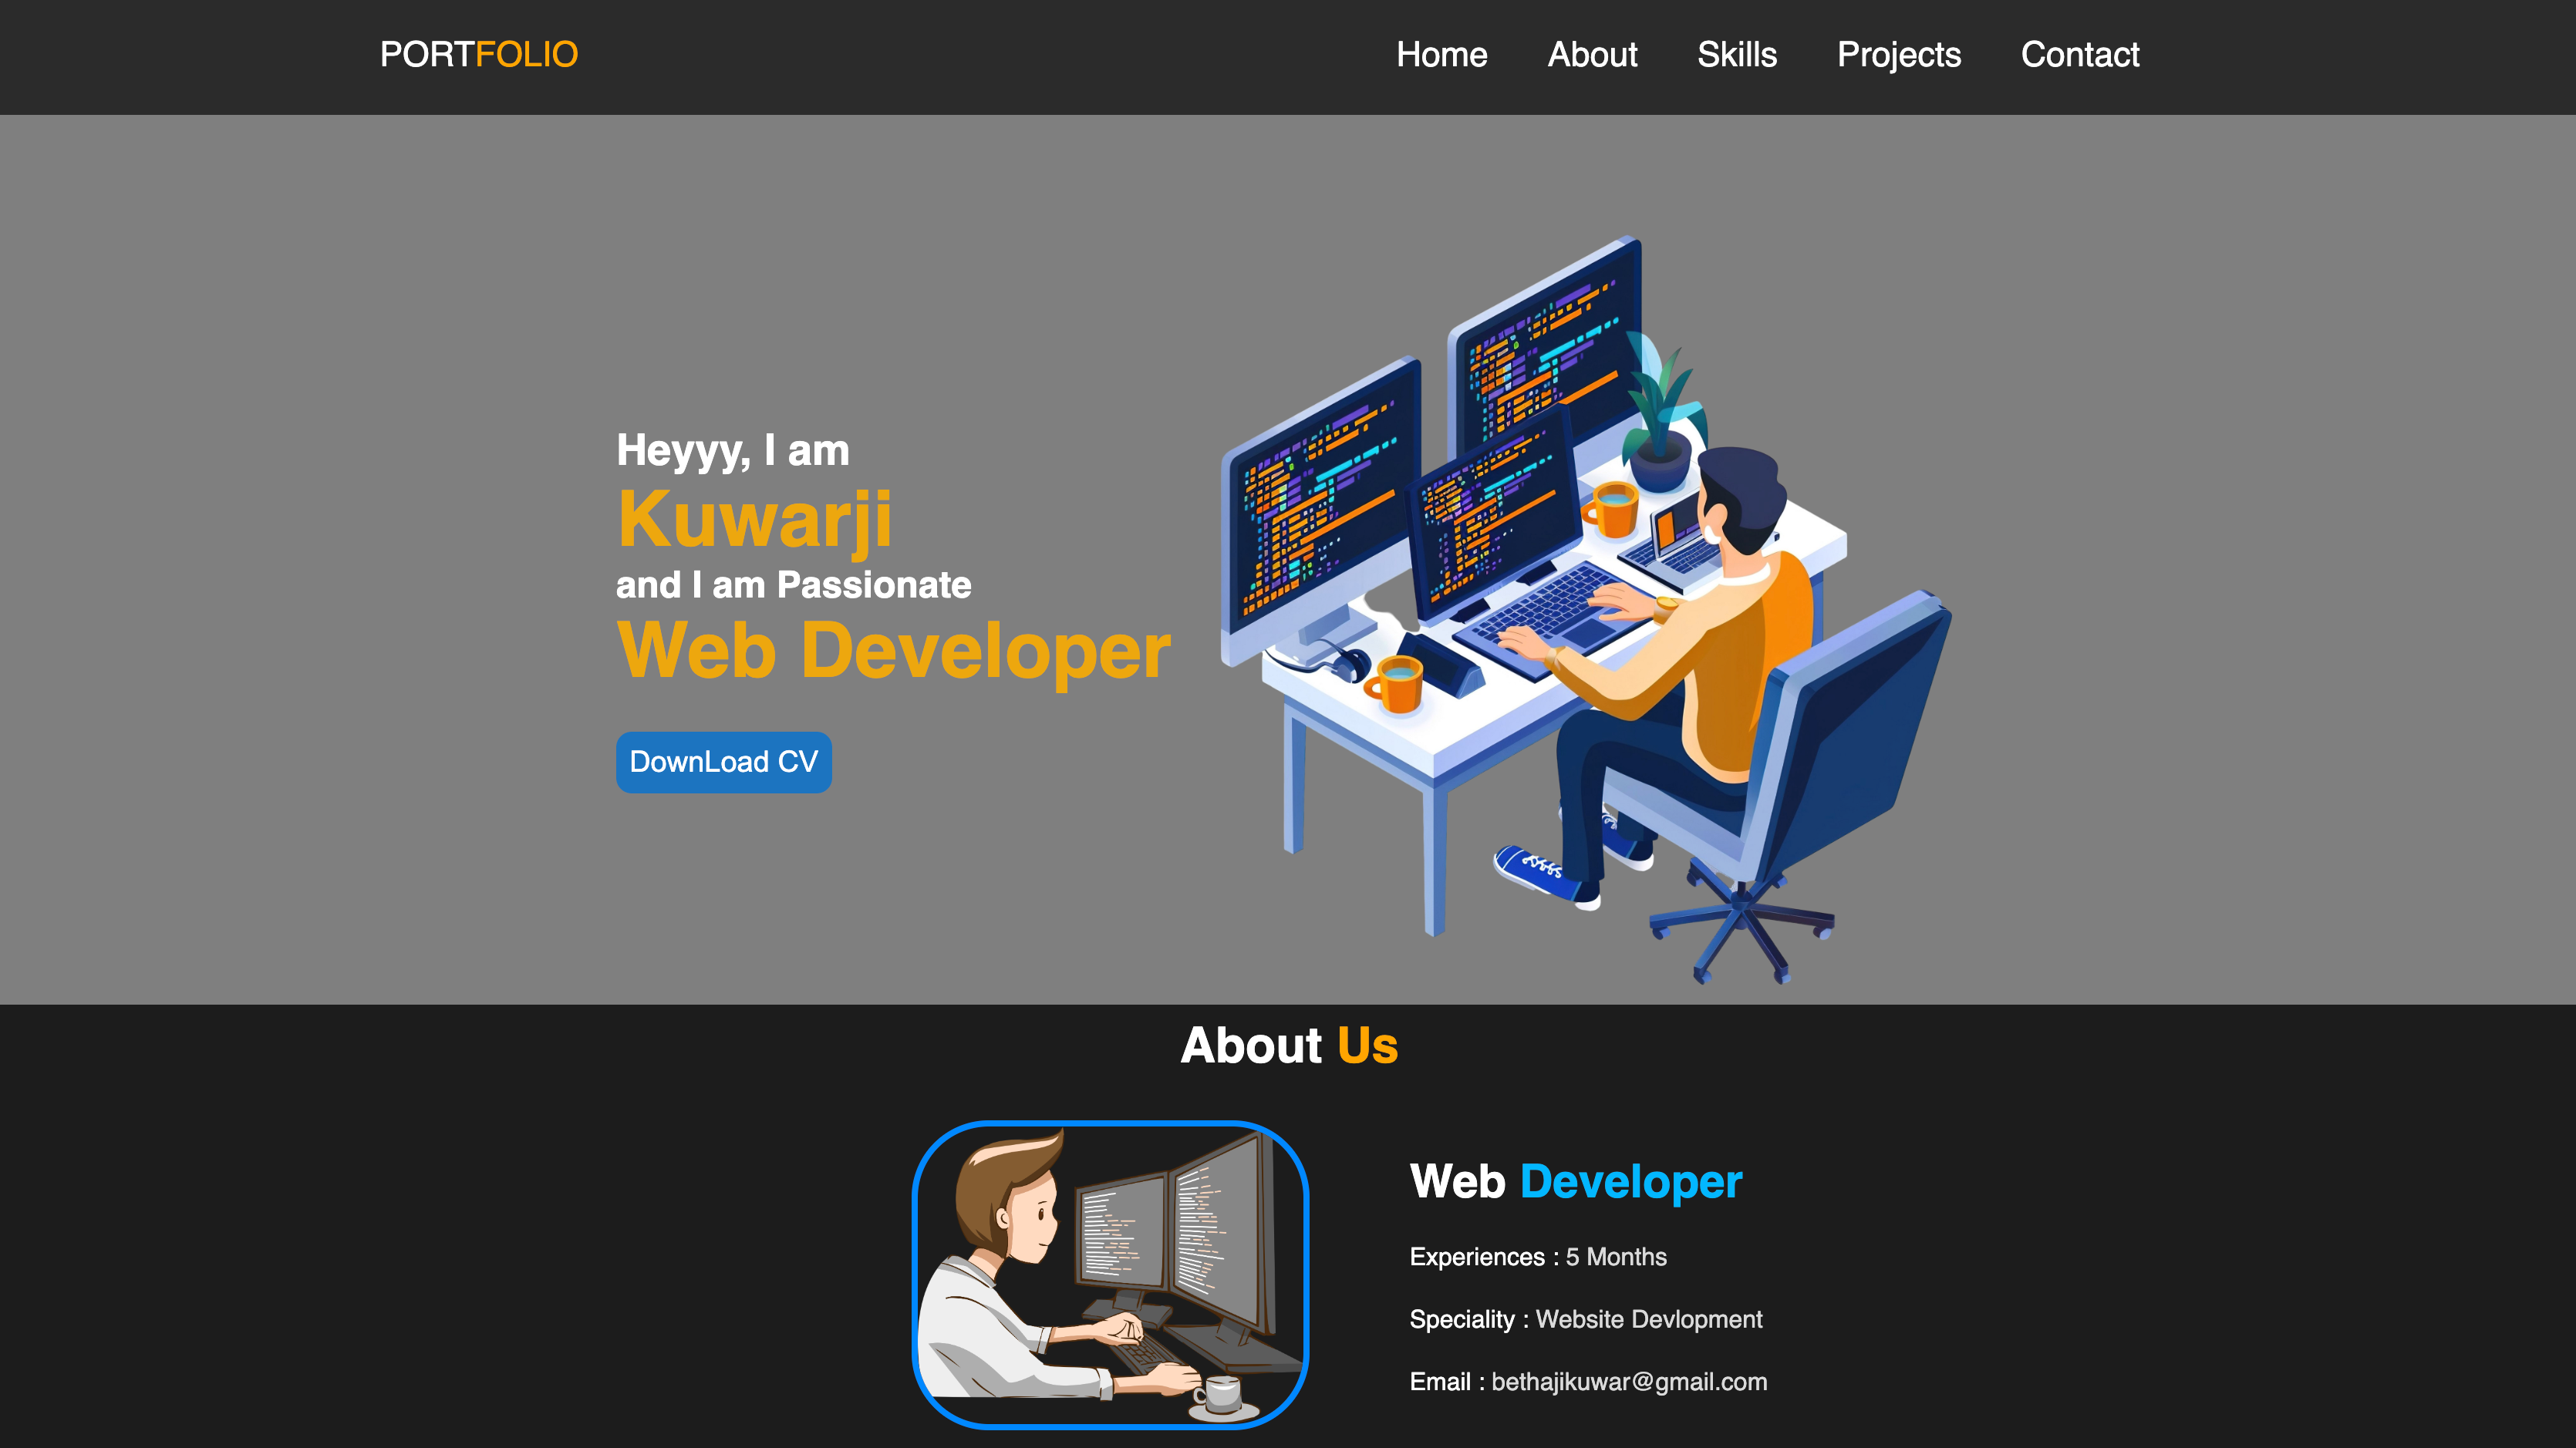 PORTFOLIO
Home About Skills Projects Contact
Heyyy, I am
Kuwarji
and I am Passionate
Web Developer
DownLoad CV
About Us
Web Developer
Experiences : 5 Months
Speciality : Website Devlopment
Email : bethajikuwar@gmail.com